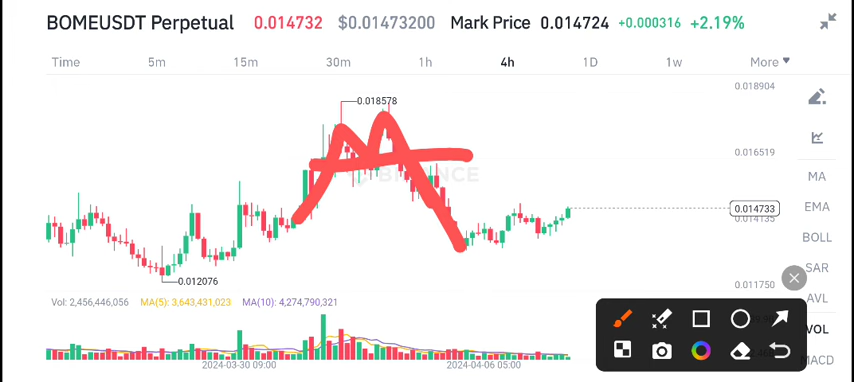 BOMEUSDT Perpetual 0.014732 $0.01473200 Mark Price 0.014724 +0.000316 +2.19%
Time 5m 15m 30m 1h 4h 1D 1w More
0.018904
0.018578
0.016519
BINANCE
MA
0.014733
EMA
0.014135
BOLL
SAR
0.012076
0.011750
AVL
Vol: 2,456,446,056 MA(5): 3,643,431,023 MA(10): 4,274,790,321
VOL
MACD
2024-03-30 09:00 2024-04-06 05:00